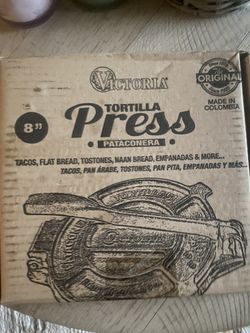 VICTORIA
ORIGINAL
MADE IN
COLOMBIA
8"
TORTILLA
Press
• PATACONERA •
TACOS, FLAT BREAD, TOSTONES, NAAN BREAD, EMPANADAS & MORE...
TACOS, PAN ÁRABE, TOSTONES, PAN PITA, EMPANADAS Y MÁS...